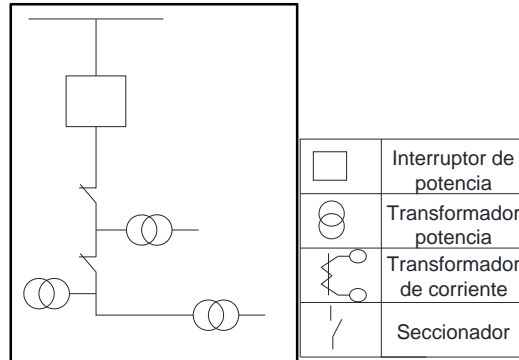 Interruptor de
potencia
Transformador
potencia
Transformador
de corriente
Seccionador